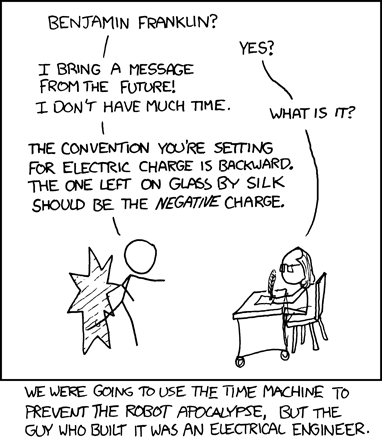 BENJAMIN FRANKLIN?
YES?
I BRING A MESSAGE
FROM THE FUTURE!
I DON'T HAVE MUCH TIME.
WHAT IS IT?
THE CONVENTION YOU'RE SETTING
FOR ELECTRIC CHARGE IS BACKWARD.
THE ONE LEFT ON GLASS BY SILK
SHOULD BE THE NEGATIVE CHARGE.
WE WERE GOING TO USE THE TIME MACHINE TO
PREVENT THE ROBOT APOCALYPSE, BUT THE
GUY WHO BUILT IT WAS AN ELECTRICAL ENGINEER.